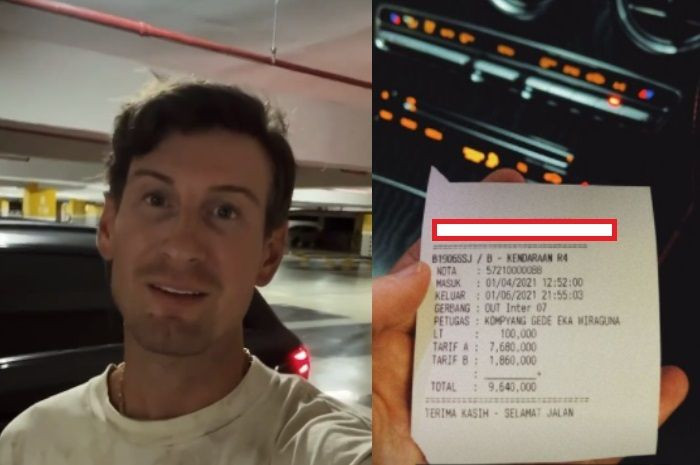 B1906SSJ / B - KENDARAAN R4
NOTA : 57210000088
MASUK : 01/04/2021 12:52:00
KELUAR : 01/06/2021 21:55:03
GERBANG : OUT Inter 07
PETUGAS : KOMPYANG GEDE EKA WIRAGUNA
LT : 100,000
TARIF A : 7,680,000
TARIF B : 1,860,000
: ____________+
TOTAL : 9,640,000
TERIMA KASIH - SELAMAT JALAN